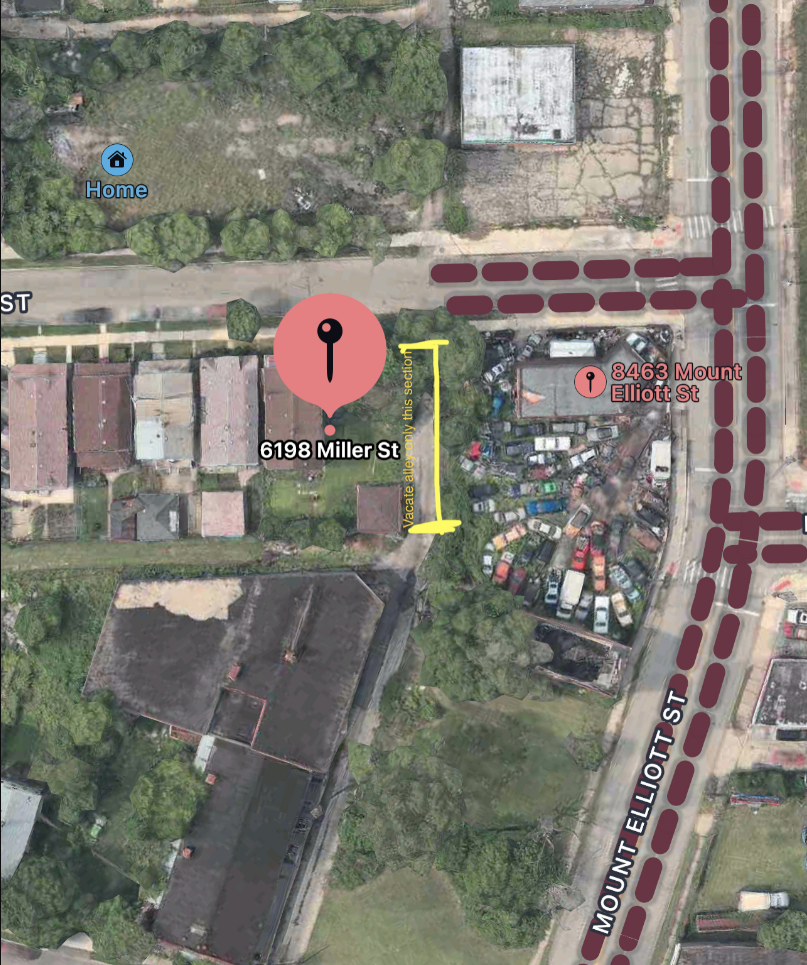 Home
ST
8463 Mount
Elliott St
6198 Miller St
Vacate alley only this section
MOUNT ELLIOTT ST